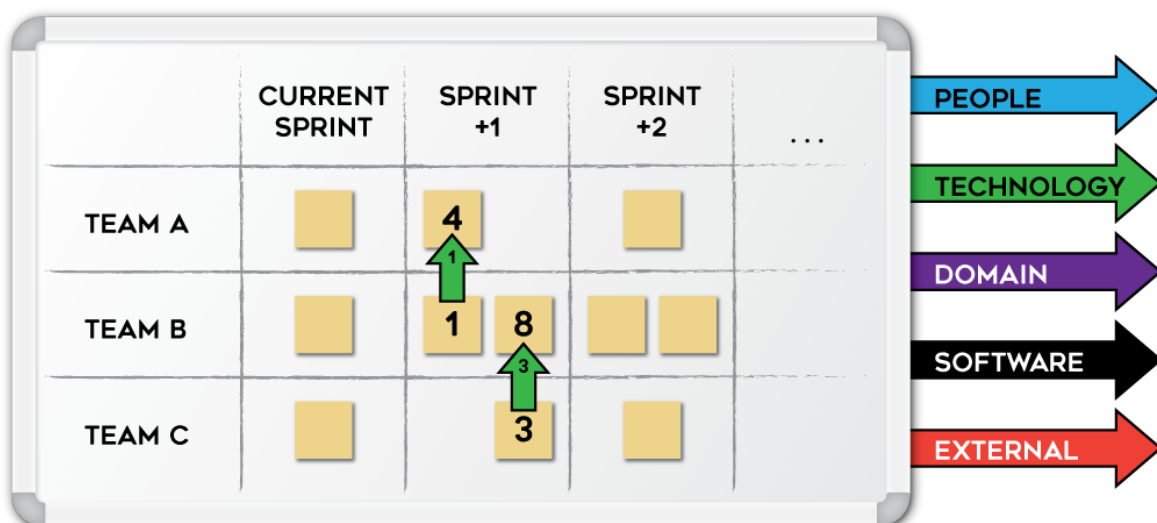 CURRENT
SPRINT
SPRINT
+1
SPRINT
+2
...
TEAM A
4
1
TEAM B
1
8
3
TEAM C
3
PEOPLE
TECHNOLOGY
DOMAIN
SOFTWARE
EXTERNAL